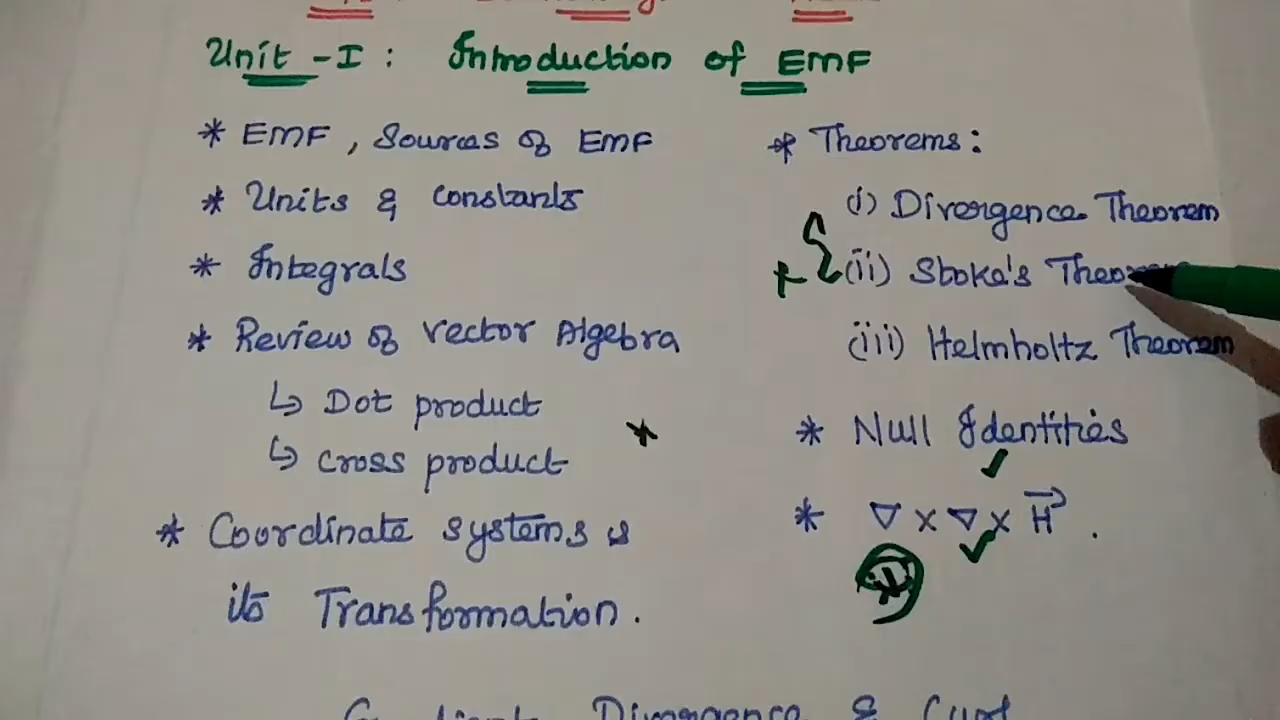 Unit - I : Introduction of EMF
* EMF , Sources of EMF
* Units & Constants
* Integrals
* Review of Vector Algebra
↳ Dot product
↳ Cross product
* Coordinate systems &
its Transformation.
* Theorems :
(i) Divergence Theorem
(ii) Stoke's Theorem
(iii) Helmholtz Theorem
* Null Identities
* ∇ × ∇ × H⃗ .
Divergence &